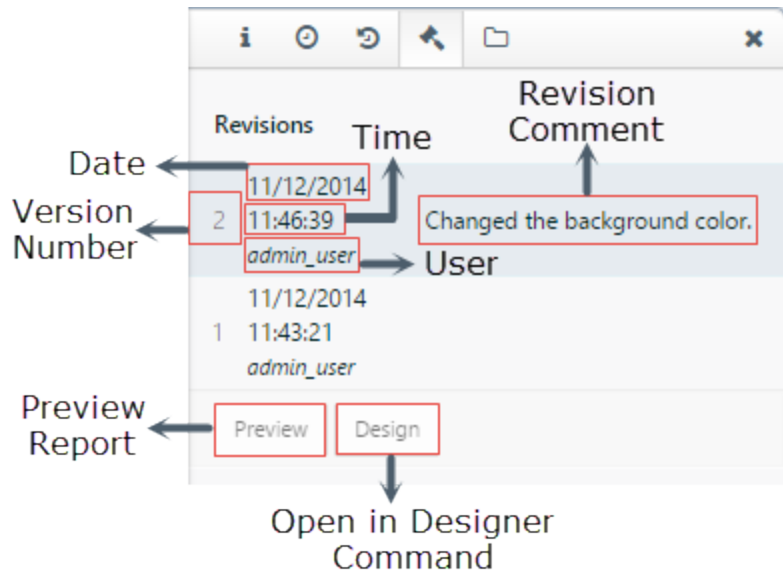 Revision
Comment
Revisions
Time
Date
11/12/2014
Version
Number
2
11:46:39
Changed the background color.
admin_user
User
11/12/2014
1
11:43:21
admin_user
Preview
Report
Preview
Design
Open in Designer
Command